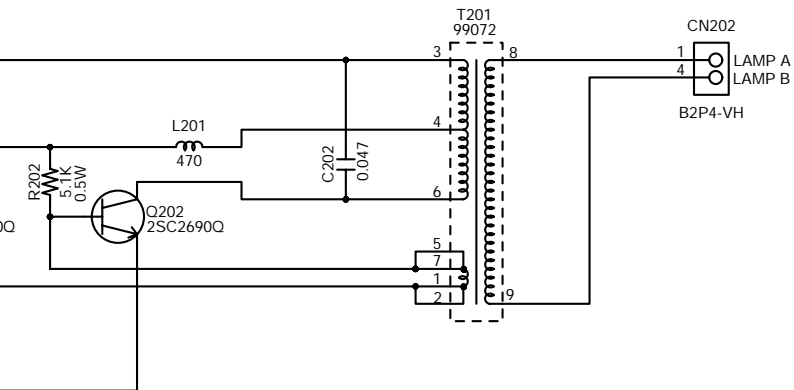 T201
99072
CN202
3
8
1
LAMP A
4
LAMP B
B2P4-VH
L201
470
4
C202
0.047
R202
5.1K
0.5W
6
Q202
2SC2690Q
0Q
5
7
1
2
9